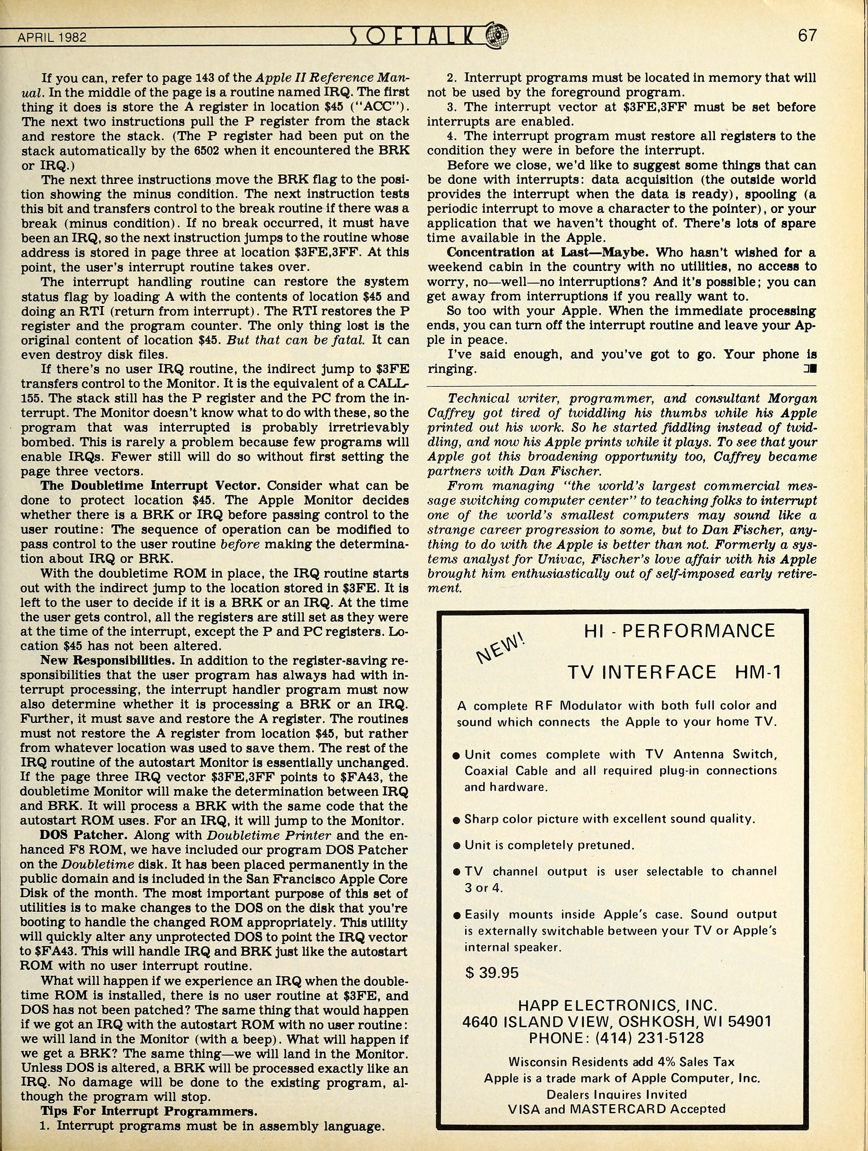 APRIL 1982
SOFTALK
67
If you can, refer to page 143 of the Apple II Reference Man-
ual. In the middle of the page is a routine named IRQ. The first
thing it does is store the A register in location $45 ("ACC").
The next two instructions pull the P register from the stack
and restore the stack. (The P register had been put on the
stack automatically by the 6502 when it encountered the BRK
or IRQ.)
The next three instructions move the BRK flag to the posi-
tion showing the minus condition. The next instruction tests
this bit and transfers control to the break routine if there was a
break (minus condition). If no break occurred, it must have
been an IRQ, so the next instruction jumps to the routine whose
address is stored in page three at location $3FE,3FF. At this
point, the user's interrupt routine takes over.
The interrupt handling routine can restore the system
status flag by loading A with the contents of location $45 and
doing an RTI (return from interrupt). The RTI restores the P
register and the program counter. The only thing lost is the
original content of location $45. But that can be fatal. It can
even destroy disk files.
If there's no user IRQ routine, the indirect jump to $3FE
transfers control to the Monitor. It is the equivalent of a CALL-
155. The stack still has the P register and the PC from the in-
terrupt. The Monitor doesn't know what to do with these, so the
program that was interrupted is probably irretrievably
bombed. This is rarely a problem because few programs will
enable IRQs. Fewer still will do so without first setting the
page three vectors.
The Doubletime Interrupt Vector. Consider what can be
done to protect location $45. The Apple Monitor decides
whether there is a BRK or IRQ before passing control to the
user routine: The sequence of operation can be modified to
pass control to the user routine before making the determina-
tion about IRQ or BRK.
With the doubletime ROM in place, the IRQ routine starts
out with the indirect jump to the location stored in $3FE. It is
left to the user to decide if it is a BRK or an IRQ. At the time
the user gets control, all the registers are still set as they were
at the time of the interrupt, except the P and PC registers. Lo-
cation $45 has not been altered.
New Responsibilities. In addition to the register-saving re-
sponsibilities that the user program has always had with in-
terrupt processing, the interrupt handler program must now
also determine whether it is processing a BRK or an IRQ.
Further, it must save and restore the A register. The routines
must not restore the A register from location $45, but rather
from whatever location was used to save them. The rest of the
IRQ routine of the autostart Monitor is essentially unchanged.
If the page three IRQ vector $3FE,3FF points to $FA43, the
doubletime Monitor will make the determination between IRQ
and BRK. It will process a BRK with the same code that the
autostart ROM uses. For an IRQ, it will jump to the Monitor.
DOS Patcher. Along with Doubletime Printer and the en-
hanced F8 ROM, we have included our program DOS Patcher
on the Doubletime disk. It has been placed permanently in the
public domain and is included in the San Francisco Apple Core
Disk of the month. The most important purpose of this set of
utilities is to make changes to the DOS on the disk that you're
booting to handle the changed ROM appropriately. This utility
will quickly alter any unprotected DOS to point the IRQ vector
to $FA43. This will handle IRQ and BRK just like the autostart
ROM with no user interrupt routine.
What will happen if we experience an IRQ when the double-
time ROM is installed, there is no user routine at $3FE, and
DOS has not been patched? The same thing that would happen
if we got an IRQ with the autostart ROM with no user routine:
we will land in the Monitor (with a beep). What will happen if
we get a BRK? The same thing—we will land in the Monitor.
Unless DOS is altered, a BRK will be processed exactly like an
IRQ. No damage will be done to the existing program, al-
though the program will stop.
Tips For Interrupt Programmers.
1. Interrupt programs must be in assembly language.
2. Interrupt programs must be located in memory that will
not be used by the foreground program.
3. The interrupt vector at $3FE,3FF must be set before
interrupts are enabled.
4. The interrupt program must restore all registers to the
condition they were in before the interrupt.
Before we close, we'd like to suggest some things that can
be done with interrupts: data acquisition (the outside world
provides the interrupt when the data is ready), spooling (a
periodic interrupt to move a character to the pointer), or your
application that we haven't thought of. There's lots of spare
time available in the Apple.
Concentration at Last—Maybe. Who hasn't wished for a
weekend cabin in the country with no utilities, no access to
worry, no—well—no interruptions? And it's possible; you can
get away from interruptions if you really want to.
So too with your Apple. When the immediate processing
ends, you can turn off the interrupt routine and leave your Ap-
ple in peace.
I've said enough, and you've got to go. Your phone is
ringing.
Technical writer, programmer, and consultant Morgan
Caffrey got tired of twiddling his thumbs while his Apple
printed out his work. So he started fiddling instead of twid-
dling, and now his Apple prints while it plays. To see that your
Apple got this broadening opportunity too, Caffrey became
partners with Dan Fischer.
From managing "the world's largest commercial mes-
sage switching computer center" to teaching folks to interrupt
one of the world's smallest computers may sound like a
strange career progression to some, but to Dan Fischer, any-
thing to do with the Apple is better than not. Formerly a sys-
tems analyst for Univac, Fischer's love affair with his Apple
brought him enthusiastically out of self-imposed early retire-
ment.
NEW!
HI - PERFORMANCE
TV INTERFACE HM-1
A complete RF Modulator with both full color and
sound which connects the Apple to your home TV.
● Unit comes complete with TV Antenna Switch,
Coaxial Cable and all required plug-in connections
and hardware.
● Sharp color picture with excellent sound quality.
● Unit is completely pretuned.
● TV channel output is user selectable to channel
3 or 4.
● Easily mounts inside Apple's case. Sound output
is externally switchable between your TV or Apple's
internal speaker.
$ 39.95
HAPP ELECTRONICS, INC.
4640 ISLAND VIEW, OSHKOSH, WI 54901
PHONE: (414) 231-5128
Wisconsin Residents add 4% Sales Tax
Apple is a trade mark of Apple Computer, Inc.
Dealers Inquires Invited
VISA and MASTERCARD Accepted